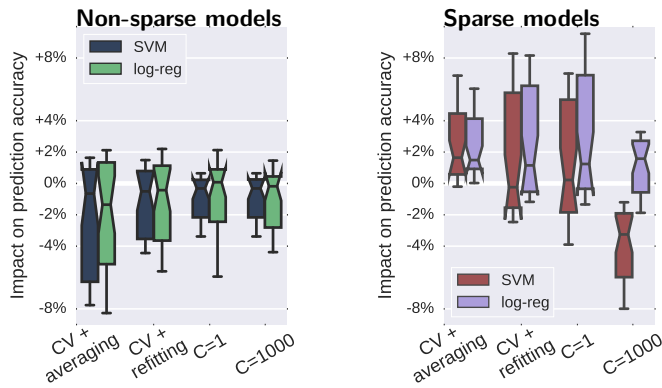 Non-sparse models
Impact on prediction accuracy
+8%
+4%
+2%
0%
-2%
-4%
-8%
SVM
log-reg
CV +
averaging
CV +
refitting
C=1
C=1000
Sparse models
Impact on prediction accuracy
+8%
+4%
+2%
0%
-2%
-4%
-8%
SVM
log-reg
CV +
averaging
CV +
refitting
C=1
C=1000